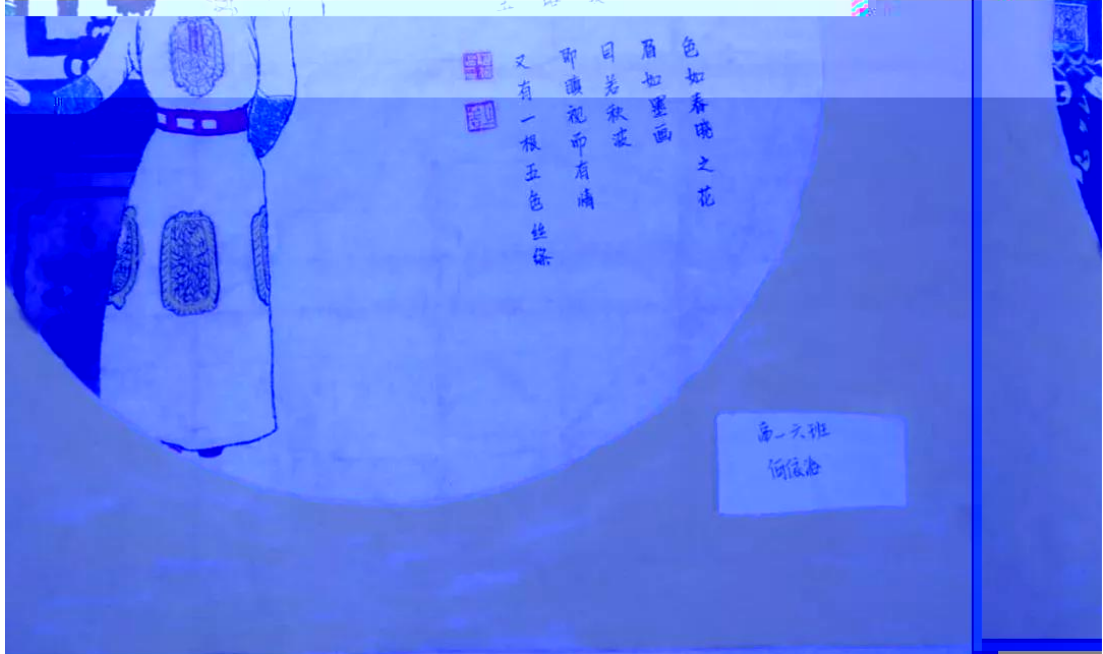 色如春晓之花
眉如墨画
目若秋波
即瞋视而有情
又有一根五色丝绦
高一六班